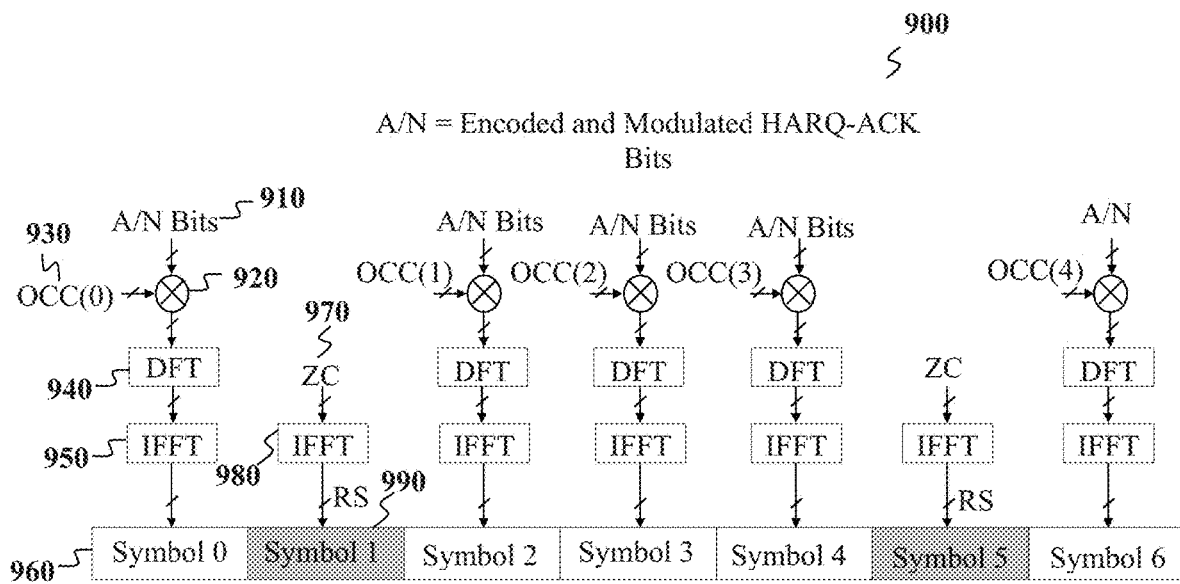 900
A/N = Encoded and Modulated HARQ-ACK
Bits
910
A/N Bits
A/N Bits
A/N Bits
A/N Bits
A/N
930
OCC(0)
920
OCC(1)
OCC(2)
OCC(3)
OCC(4)
970
940
DFT
ZC
DFT
DFT
DFT
ZC
DFT
950
IFFT
980
IFFT
IFFT
IFFT
IFFT
IFFT
IFFT
RS
990
RS
960
Symbol 0
Symbol 1
Symbol 2
Symbol 3
Symbol 4
Symbol 5
Symbol 6